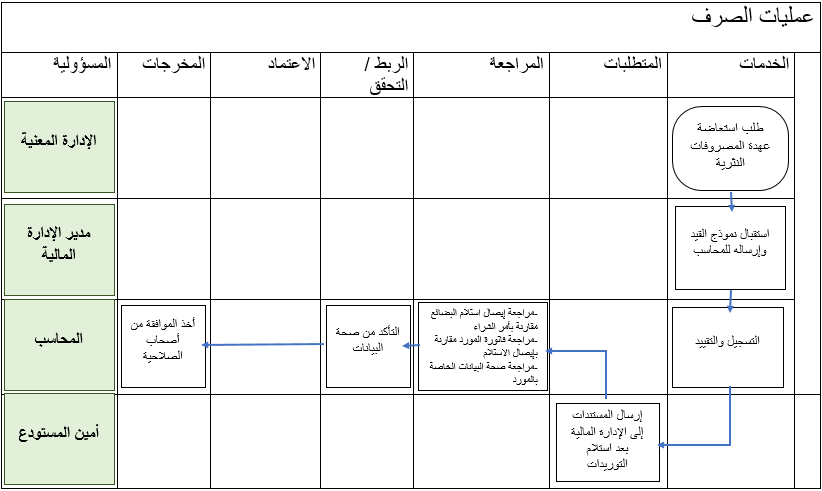 عمليات الصرف
الخدمات
المتطلبات
المراجعة
الربط /
التحقق
الاعتماد
المخرجات
المسؤولية
طلب استعاضة
عهدة المصروفات
النثرية
الإدارة المعنية
استقبال نموذج القيد
وإرساله للمحاسب
مدير الإدارة
المالية
التسجيل والتقييد
-مراجعة إيصال استلام البضائع
مقارنة بأمر الشراء
-مراجعة فاتورة المورد مقارنة
بإيصال الاستلام
-مراجعة صحة البيانات الخاصة
بالمورد
التأكد من صحة
البيانات
أخذ الموافقة من
أصحاب
الصلاحية
المحاسب
إرسال المستندات
إلى الإدارة المالية
بعد استلام
التوريدات
أمين المستودع